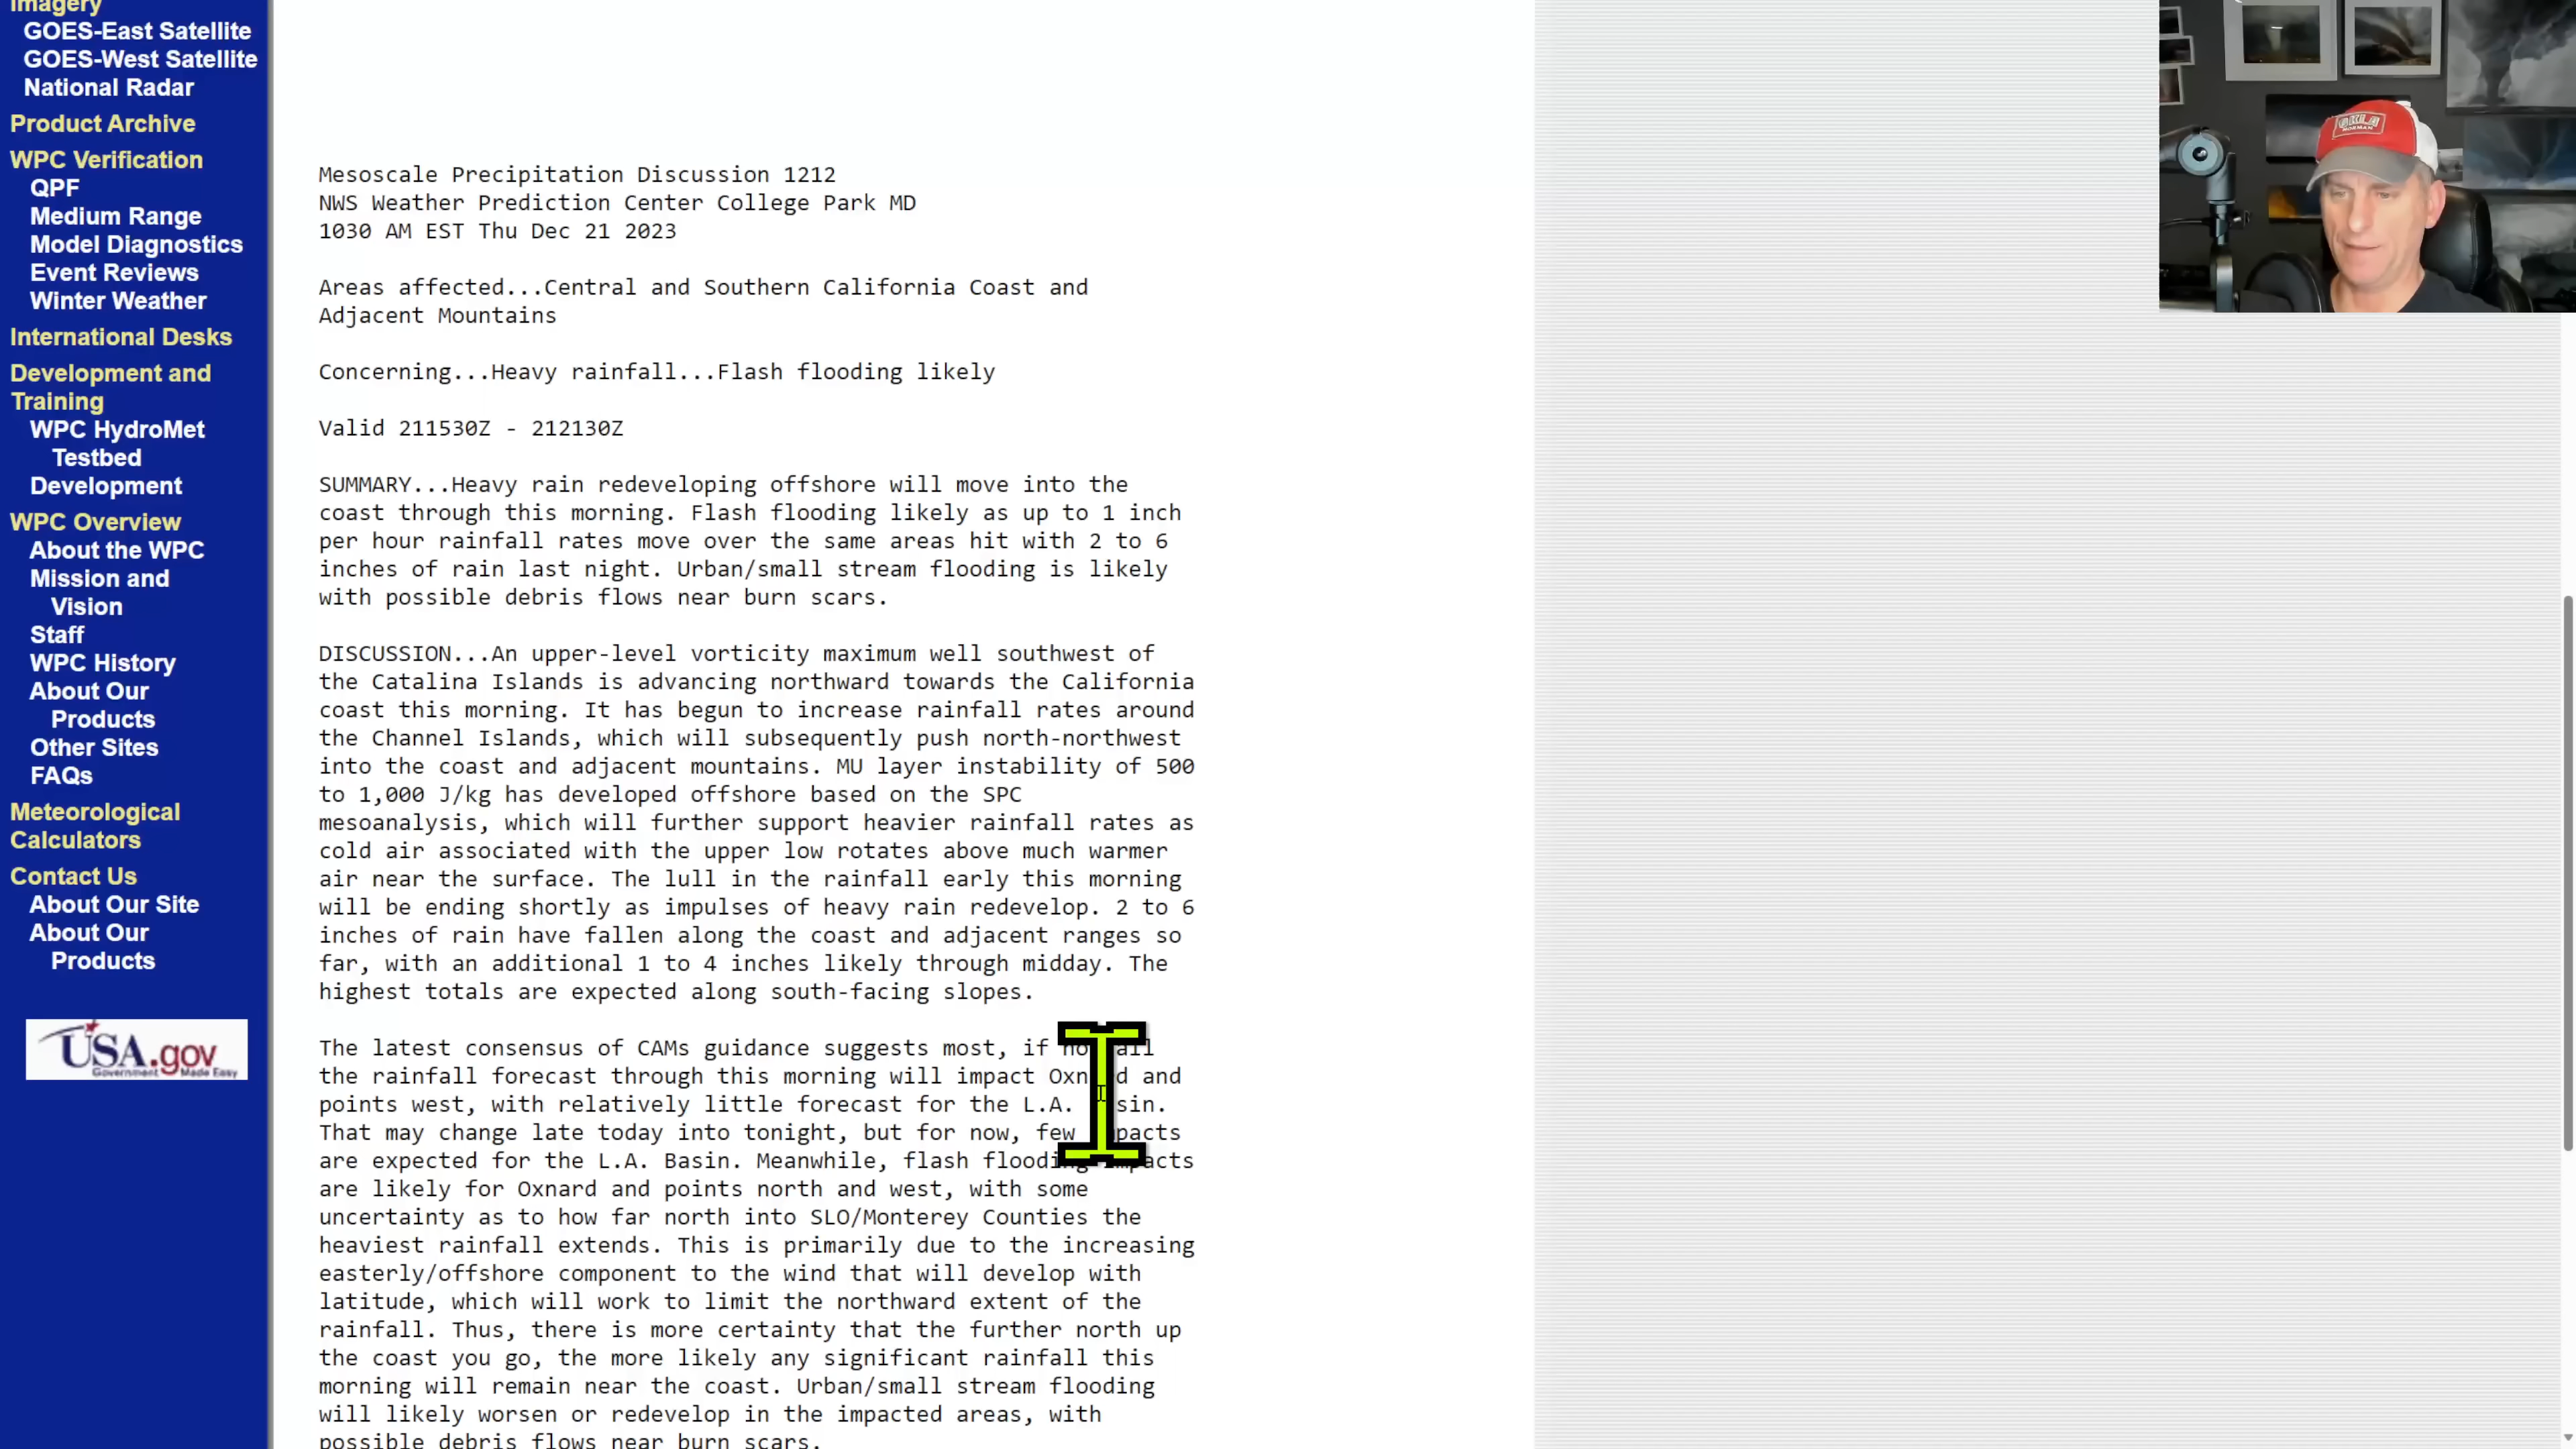 Imagery
GOES-East Satellite
GOES-West Satellite
National Radar
Product Archive
WPC Verification
QPF
Medium Range
Model Diagnostics
Event Reviews
Winter Weather
International Desks
Development and
Training
WPC HydroMet
Testbed
Development
WPC Overview
About the WPC
Mission and
Vision
Staff
WPC History
About Our
Products
Other Sites
FAQs
Meteorological
Calculators
Contact Us
About Our Site
About Our
Products
USA.gov
Government Made Easy
Mesoscale Precipitation Discussion 1212
NWS Weather Prediction Center College Park MD
1030 AM EST Thu Dec 21 2023
Areas affected...Central and Southern California Coast and
Adjacent Mountains
Concerning...Heavy rainfall...Flash flooding likely
Valid 211530Z - 212130Z
SUMMARY...Heavy rain redeveloping offshore will move into the
coast through this morning. Flash flooding likely as up to 1 inch
per hour rainfall rates move over the same areas hit with 2 to 6
inches of rain last night. Urban/small stream flooding is likely
with possible debris flows near burn scars.
DISCUSSION...An upper-level vorticity maximum well southwest of
the Catalina Islands is advancing northward towards the California
coast this morning. It has begun to increase rainfall rates around
the Channel Islands, which will subsequently push north-northwest
into the coast and adjacent mountains. MU layer instability of 500
to 1,000 J/kg has developed offshore based on the SPC
mesoanalysis, which will further support heavier rainfall rates as
cold air associated with the upper low rotates above much warmer
air near the surface. The lull in the rainfall early this morning
will be ending shortly as impulses of heavy rain redevelop. 2 to 6
inches of rain have fallen along the coast and adjacent ranges so
far, with an additional 1 to 4 inches likely through midday. The
highest totals are expected along south-facing slopes.
The latest consensus of CAMs guidance suggests most, if not all
the rainfall forecast through this morning will impact Oxnard and
points west, with relatively little forecast for the L.A. Basin.
That may change late today into tonight, but for now, few impacts
are expected for the L.A. Basin. Meanwhile, flash flooding impacts
are likely for Oxnard and points north and west, with some
uncertainty as to how far north into SLO/Monterey Counties the
heaviest rainfall extends. This is primarily due to the increasing
easterly/offshore component to the wind that will develop with
latitude, which will work to limit the northward extent of the
rainfall. Thus, there is more certainty that the further north up
the coast you go, the more likely any significant rainfall this
morning will remain near the coast. Urban/small stream flooding
will likely worsen or redevelop in the impacted areas, with
possible debris flows near burn scars.
OKLA
NORMAN